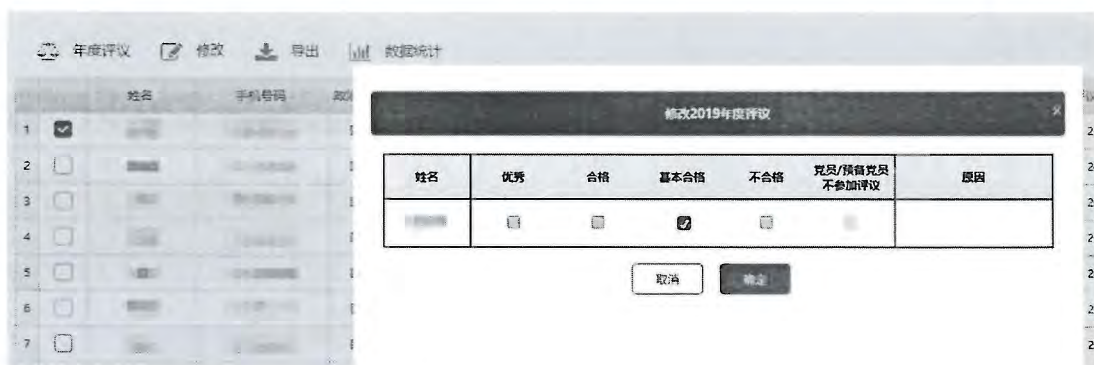 年度评议 修改 导出 数据统计
姓名 手机号码
修改2019年度评议 ×
姓名 优秀 合格 基本合格 不合格 党员/预备党员 原因
不参加评议
1
2
3
4
5
6
7
取消 确定